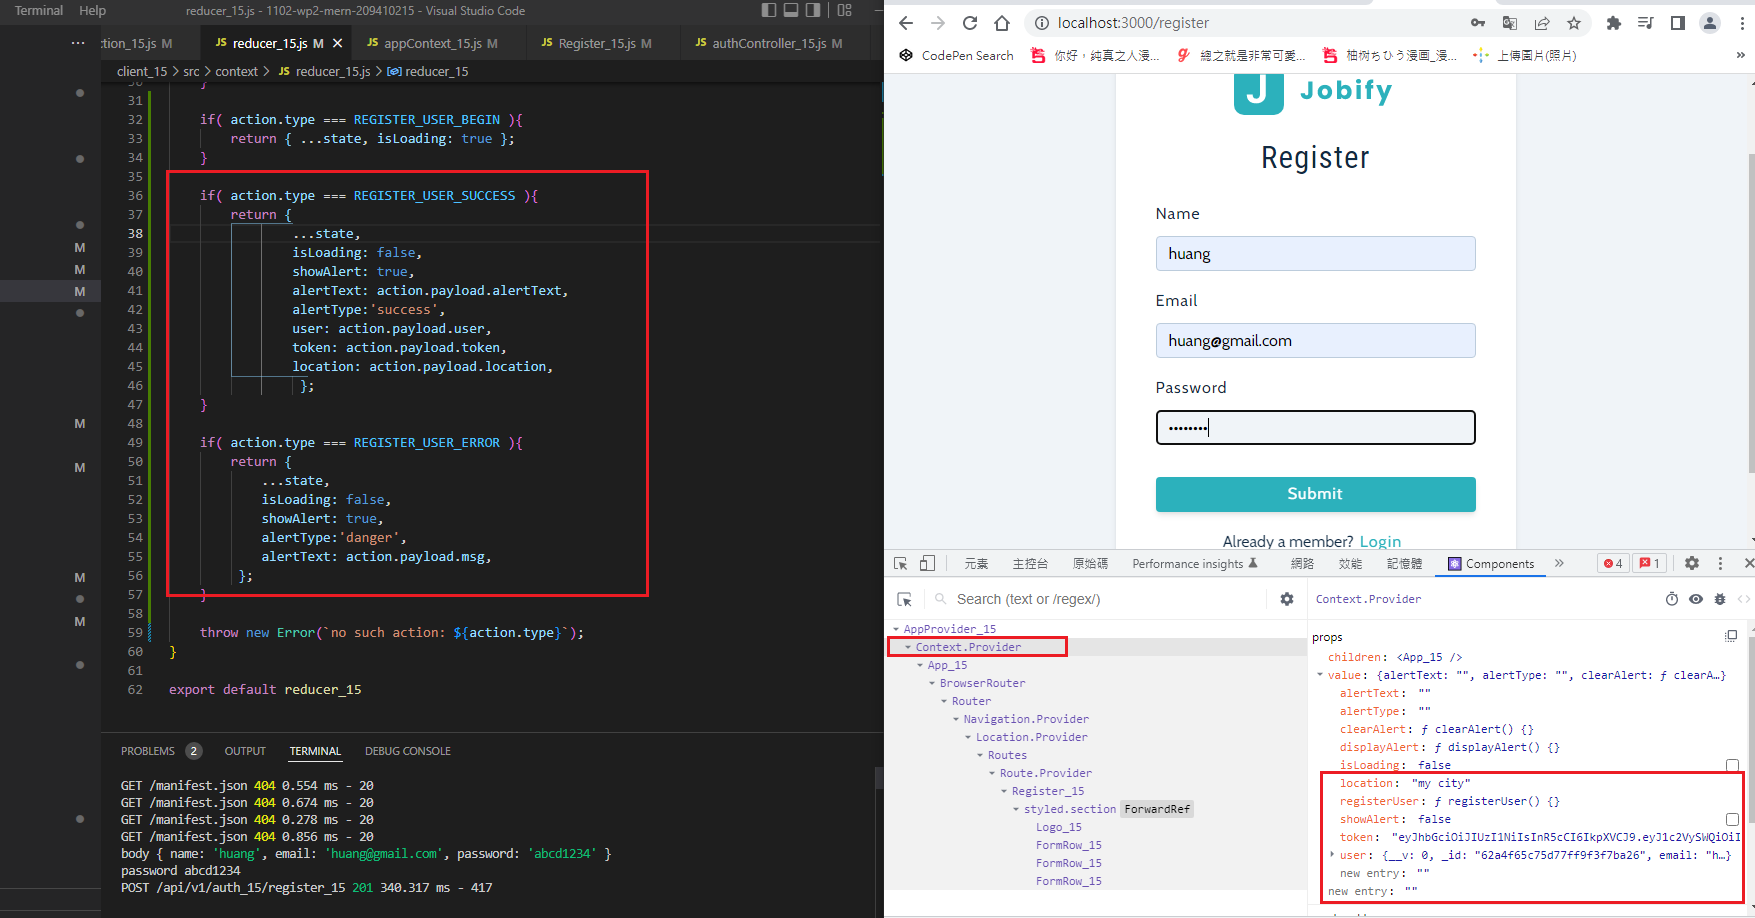 Terminal Help reducer_15.js - 1102-wp2-mern-209410215 - Visual Studio Code
ction_15.js M JS reducer_15.js M JS appContext_15.js M JS Register_15.js M JS authController_15.js M
client_15 > src > context > JS reducer_15.js > reducer_15
30 }
31
32 if( action.type === REGISTER_USER_BEGIN ){
33 return { ...state, isLoading: true };
34 }
35
36 if( action.type === REGISTER_USER_SUCCESS ){
37 return {
38 ...state,
39 isLoading: false,
40 showAlert: true,
41 alertText: action.payload.alertText,
42 alertType:'success',
43 user: action.payload.user,
44 token: action.payload.token,
45 location: action.payload.location,
46 };
47 }
48
49 if( action.type === REGISTER_USER_ERROR ){
50 return {
51 ...state,
52 isLoading: false,
53 showAlert: true,
54 alertType:'danger',
55 alertText: action.payload.msg,
56 };
57 }
58
59 throw new Error(`no such action: ${action.type}`);
60 }
61
62 export default reducer_15
M
M
M
M
M
M
M
PROBLEMS 2 OUTPUT TERMINAL DEBUG CONSOLE
GET /manifest.json 404 0.554 ms - 20
GET /manifest.json 404 0.674 ms - 20
GET /manifest.json 404 0.278 ms - 20
GET /manifest.json 404 0.856 ms - 20
body { name: 'huang', email: 'huang@gmail.com', password: 'abcd1234' }
password abcd1234
POST /api/v1/auth_15/register_15 201 340.317 ms - 417
localhost:3000/register
CodePen Search 你好，純真之人漫... 總之就是非常可愛... 柚树ちひろ漫画_漫... 上傳圖片(PTT) »
J Jobify
Register
Name
huang
Email
huang@gmail.com
Password
••••••••
Submit
Already a member? Login
元素 主控台 原始碼 Performance insights 網路 效能 記憶體 Components » 4 1
Search (text or /regex/)
AppProvider_15
Context.Provider
App_15
BrowserRouter
Router
Navigation.Provider
Location.Provider
Routes
Route.Provider
Register_15
styled.section ForwardRef
Logo_15
FormRow_15
FormRow_15
FormRow_15
Context.Provider
props
children: <App_15 />
value: {alertText: "", alertType: "", clearAlert: ƒ clearA…}
alertText: ""
alertType: ""
clearAlert: ƒ clearAlert() {}
displayAlert: ƒ displayAlert() {}
isLoading: false
location: "my city"
registerUser: ƒ registerUser() {}
showAlert: false
token: "eyJhbGciOiJIUzI1NiIsInR5cCI6IkpXVCJ9.eyJ1c2VySWQiOiI
user: {__v: 0, _id: "62a4f65c75d77ff9f3f7ba26", email: "h…}
new entry: ""
new entry: ""